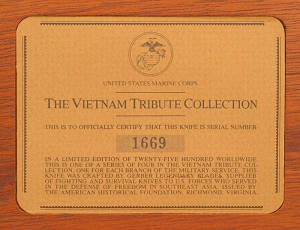 UNITED STATES MARINE CORPS
THE VIETNAM TRIBUTE COLLECTION
THIS IS TO OFFICIALLY CERTIFY THAT THIS KNIFE IS SERIAL NUMBER
1669
IN A LIMITED EDITION OF TWENTY-FIVE HUNDRED WORLDWIDE
THIS IS ONE OF A SERIES OF FOUR IN THE VIETNAM TRIBUTE COL-
LECTION, ONE FOR EACH BRANCH OF THE MILITARY SERVICE. THIS
KNIFE WAS CRAFTED BY GERBER LEGENDARY BLADES, SUPPLIER
OF FIGHTING AND SURVIVAL KNIVES TO U.S. FORCES WHO SERVED
IN THE DEFENSE OF FREEDOM IN SOUTHEAST ASIA. ISSUED BY
THE AMERICAN HISTORICAL FOUNDATION, RICHMOND, VIRGINIA.